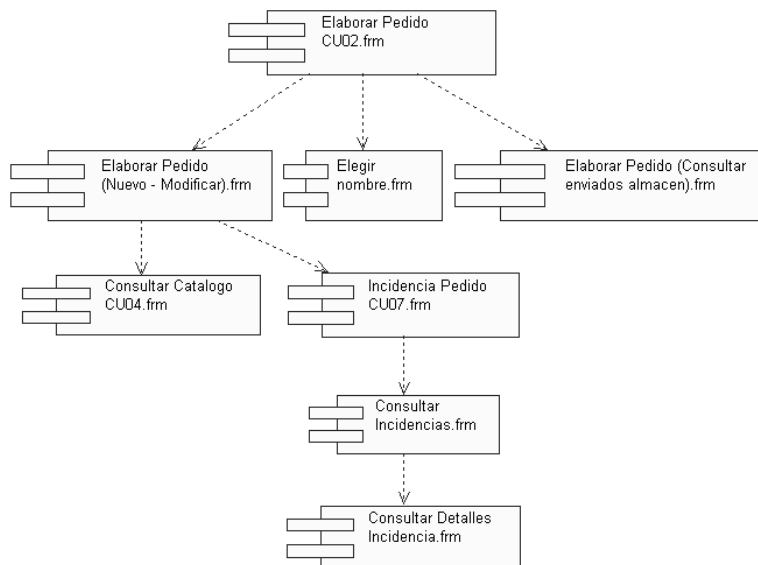 Elaborar Pedido
CU02.frm
Elaborar Pedido
(Nuevo - Modificar).frm
Elegir
nombre.frm
Elaborar Pedido (Consultar
enviados almacen).frm
Consultar Catalogo
CU04.frm
Incidencia Pedido
CU07.frm
Consultar
Incidencias.frm
Consultar Detalles
Incidencia.frm